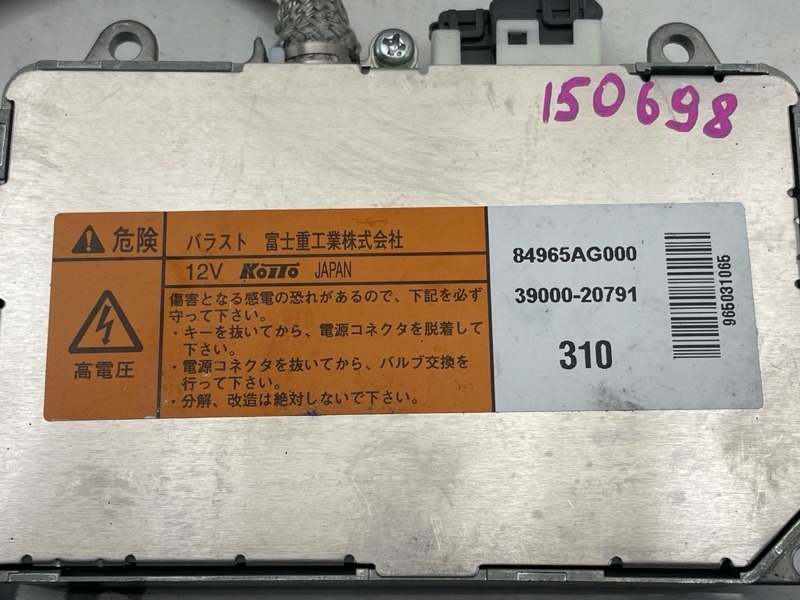 150698
危険
バラスト 富士重工業株式会社
12V KOITO JAPAN
高電圧
傷害となる感電の恐れがあるので、下記を必ず
守って下さい。
・キーを抜いてから、電源コネクタを脱着して
下さい。
・電源コネクタを抜いてから、バルブ交換を
行って下さい。
・分解、改造は絶対しないで下さい。
84965AG000
39000-20791
310
965031065